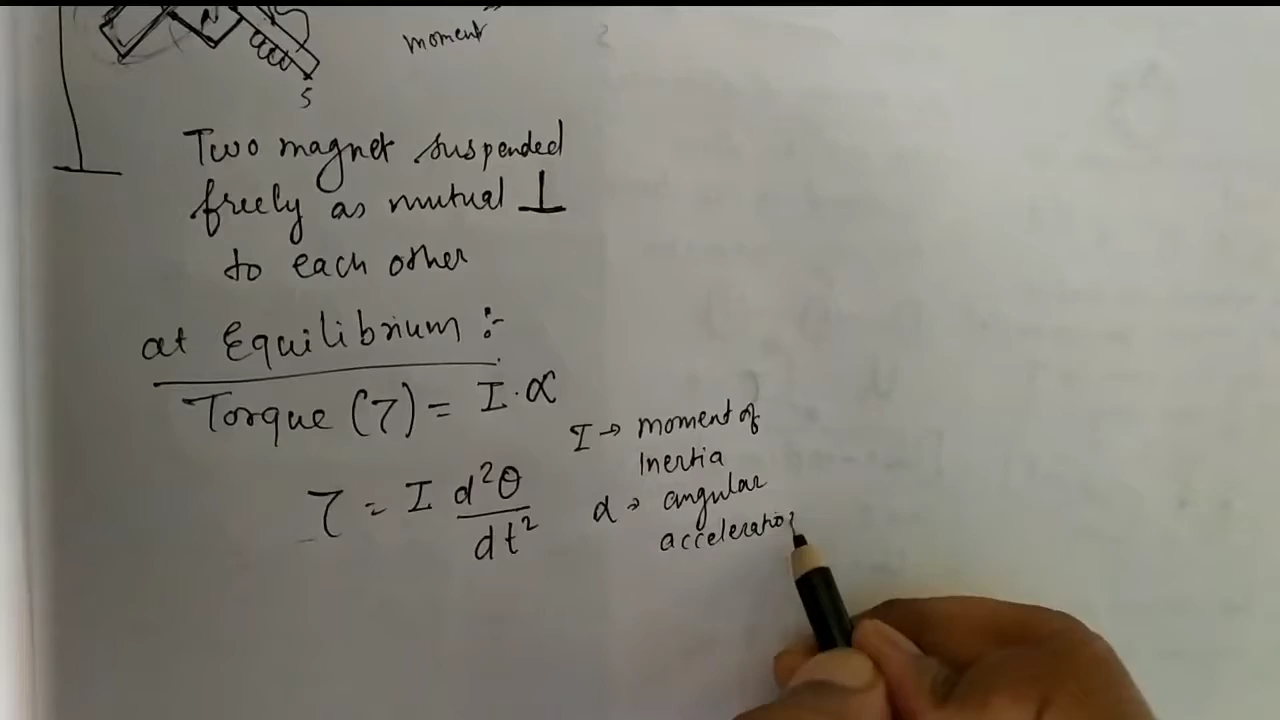 moment
S
Two magnet suspended
freely as mutual ⊥
to each other
at Equilibrium :-
Torque (τ) = I·α
I → moment of
Inertia
τ = I d²θ/dt²
α → angular
acceleration